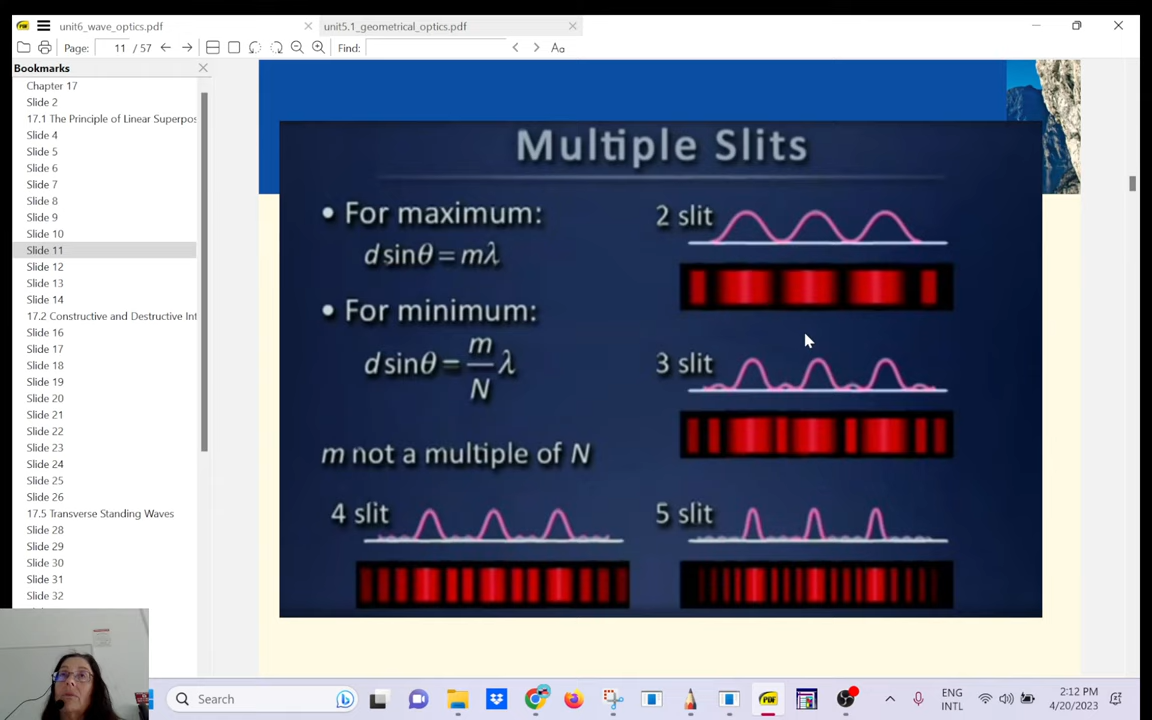 unit6_wave_optics.pdf
unit5.1_geometrical_optics.pdf
Page:
11 / 57
Find:
Aa
Bookmarks
Chapter 17
Slide 2
17.1 The Principle of Linear Superpos
Slide 4
Slide 5
Slide 6
Slide 7
Slide 8
Slide 9
Slide 10
Slide 11
Slide 12
Slide 13
Slide 14
17.2 Constructive and Destructive Int
Slide 16
Slide 17
Slide 18
Slide 19
Slide 20
Slide 21
Slide 22
Slide 23
Slide 24
Slide 25
Slide 26
17.5 Transverse Standing Waves
Slide 28
Slide 29
Slide 30
Slide 31
Slide 32
Multiple Slits
• For maximum:
d sinθ = mλ
• For minimum:
d sinθ = m/N λ
m not a multiple of N
2 slit
3 slit
4 slit
5 slit
Search
ENG
INTL
2:12 PM
4/20/2023